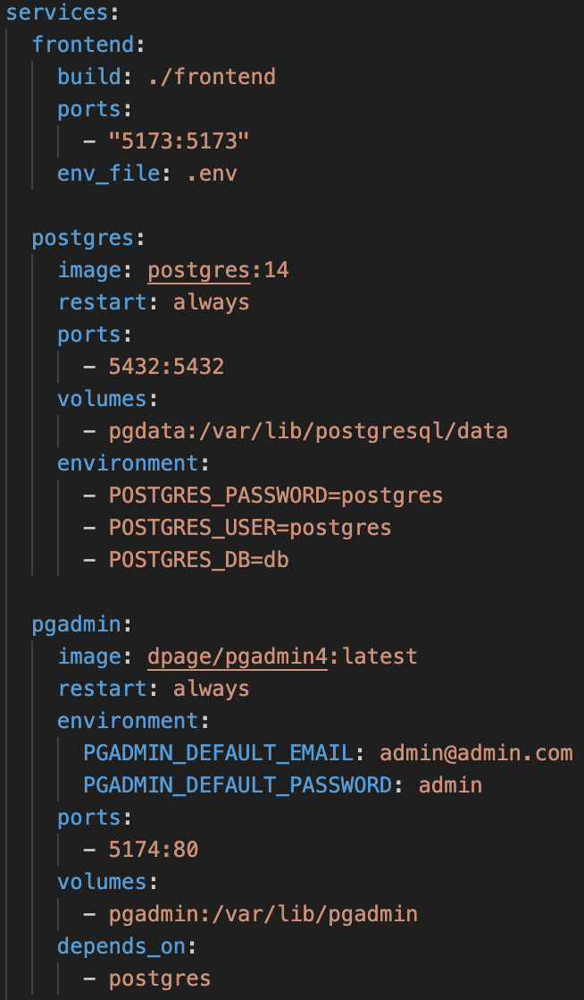 services:
  frontend:
    build: ./frontend
    ports:
      - "5173:5173"
    env_file: .env

  postgres:
    image: postgres:14
    restart: always
    ports:
      - 5432:5432
    volumes:
      - pgdata:/var/lib/postgresql/data
    environment:
      - POSTGRES_PASSWORD=postgres
      - POSTGRES_USER=postgres
      - POSTGRES_DB=db

  pgadmin:
    image: dpage/pgadmin4:latest
    restart: always
    environment:
      PGADMIN_DEFAULT_EMAIL: admin@admin.com
      PGADMIN_DEFAULT_PASSWORD: admin
    ports:
      - 5174:80
    volumes:
      - pgadmin:/var/lib/pgadmin
    depends_on:
      - postgres